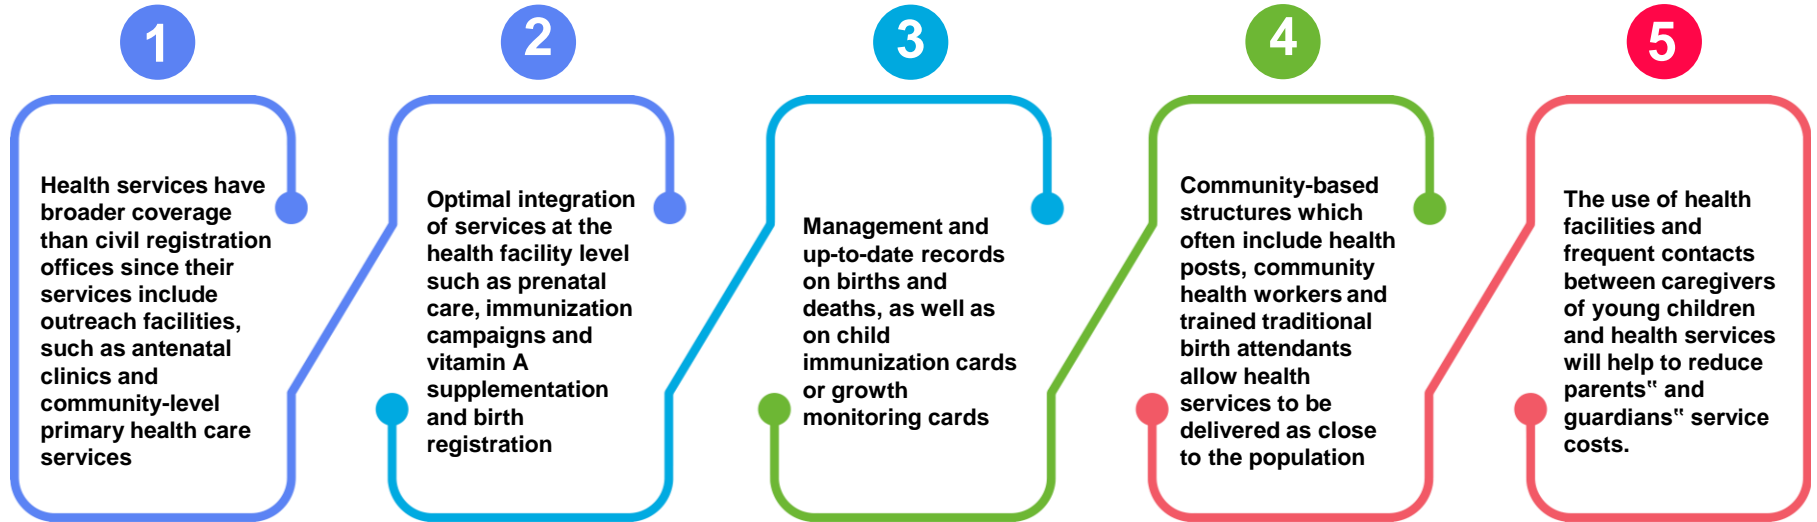 1
Health services have
broader coverage
than civil registration
offices since their
services include
outreach facilities,
such as antenatal
clinics and
community-level
primary health care
services
2
Optimal integration
of services at the
health facility level
such as prenatal
care, immunization
campaigns and
vitamin A
supplementation
and birth
registration
3
Management and
up-to-date records
on births and
deaths, as well as
on child
immunization cards
or growth
monitoring cards
4
Community-based
structures which
often include health
posts, community
health workers and
trained traditional
birth attendants
allow health
services to be
delivered as close
to the population
5
The use of health
facilities and
frequent contacts
between caregivers
of young children
and health services
will help to reduce
parents‟ and
guardians‟ service
costs.